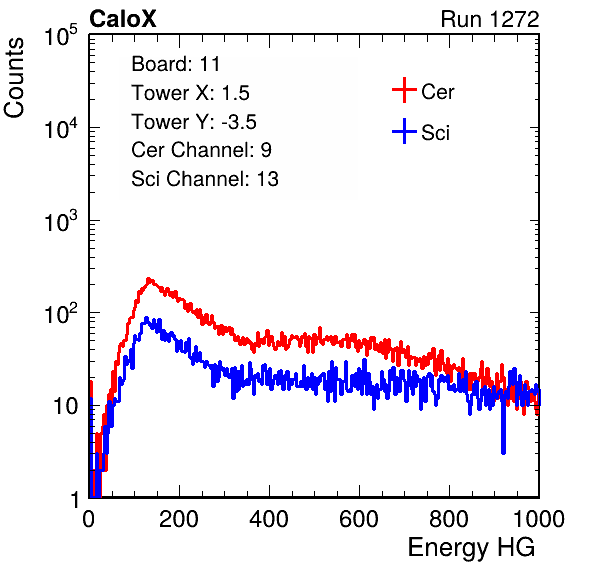 CaloX Run 1272
Counts
10^5
10^4
10^3
10^2
10
1
Board: 11
Tower X: 1.5
Tower Y: -3.5
Cer Channel: 9
Sci Channel: 13
Cer
Sci
0 200 400 600 800 1000
Energy HG